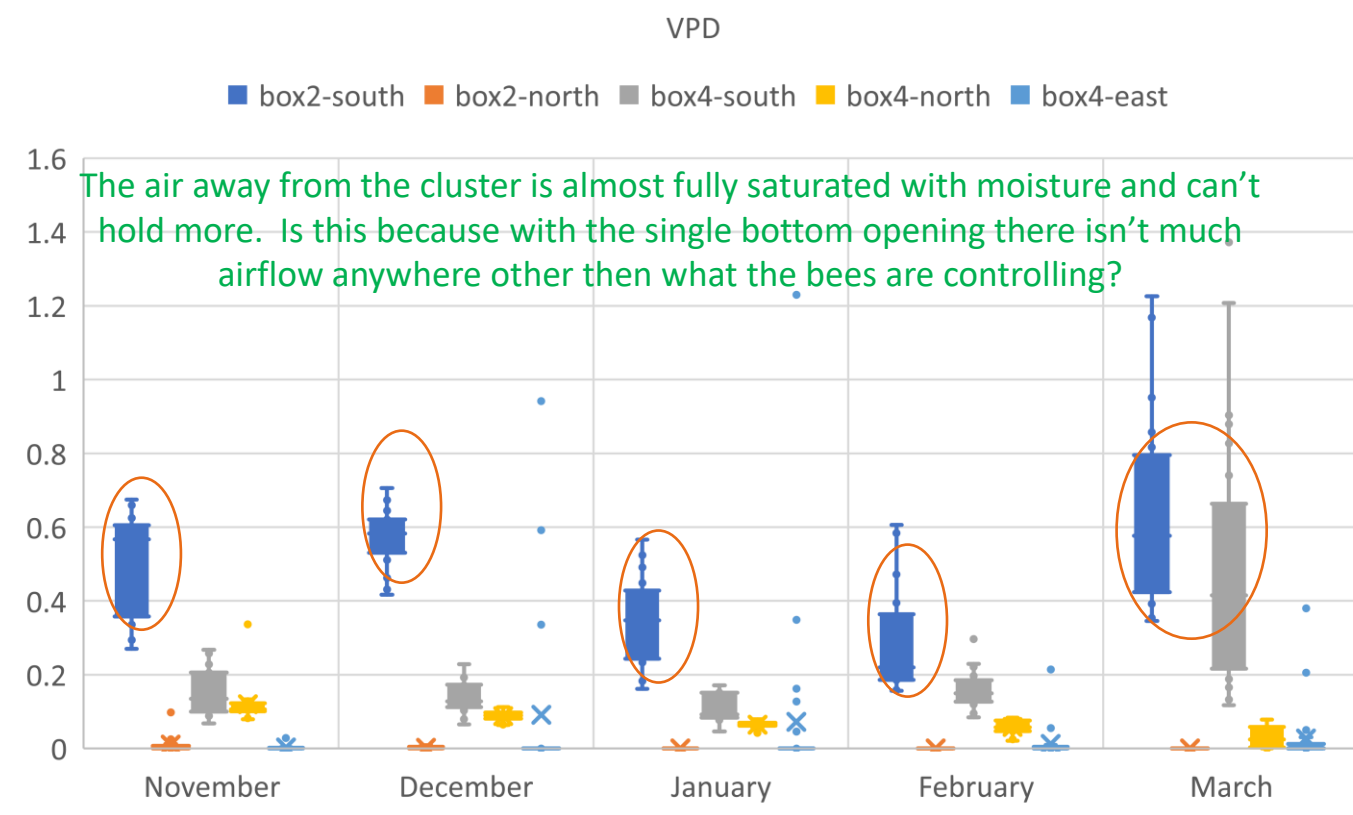 VPD
box2-south box2-north box4-south box4-north box4-east
1.6
The air away from the cluster is almost fully saturated with moisture and can’t
1.4
hold more. Is this because with the single bottom opening there isn’t much
airflow anywhere other then what the bees are controlling?
1.2
1
0.8
0.6
0.4
0.2
0
November December January February March